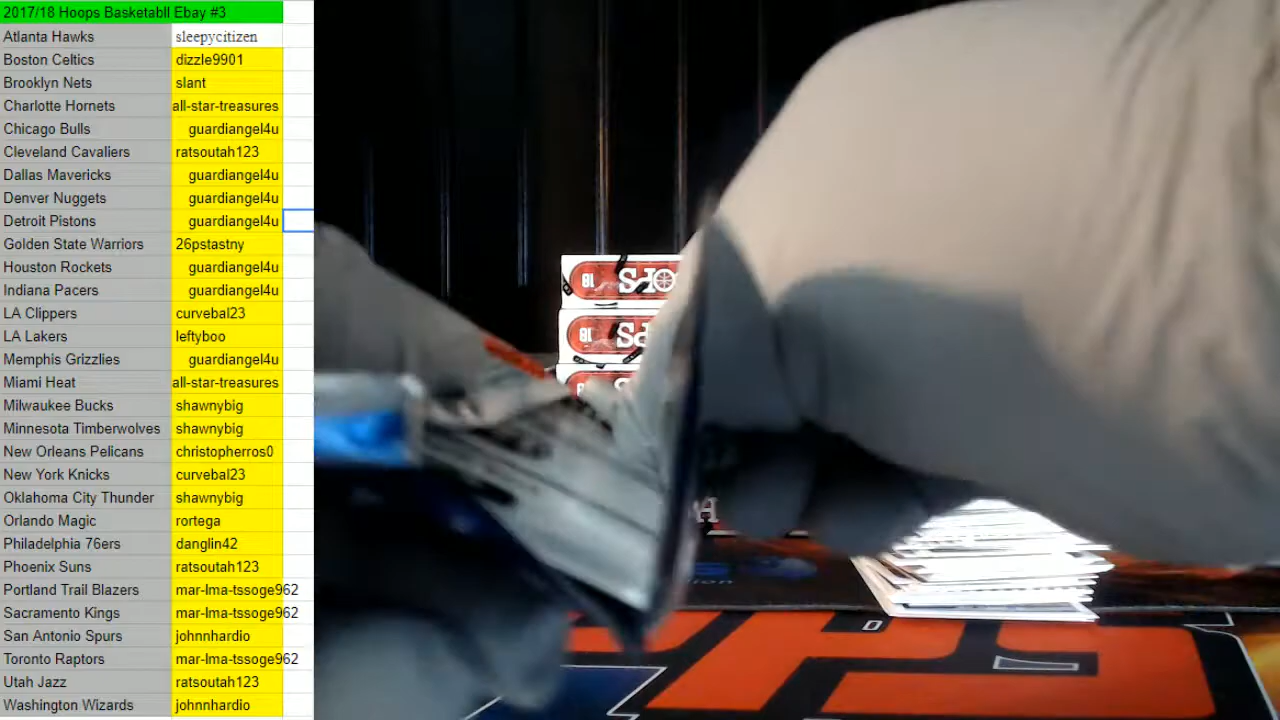 2017/18 Hoops Basketabll Ebay #3
Atlanta Hawks sleepycitizen
Boston Celtics dizzle9901
Brooklyn Nets slant
Charlotte Hornets all-star-treasures
Chicago Bulls guardiangel4u
Cleveland Cavaliers ratsoutah123
Dallas Mavericks guardiangel4u
Denver Nuggets guardiangel4u
Detroit Pistons guardiangel4u
Golden State Warriors 26pstastny
Houston Rockets guardiangel4u
Indiana Pacers guardiangel4u
LA Clippers curvebal23
LA Lakers leftyboo
Memphis Grizzlies guardiangel4u
Miami Heat all-star-treasures
Milwaukee Bucks shawnybig
Minnesota Timberwolves shawnybig
New Orleans Pelicans christopherros0
New York Knicks curvebal23
Oklahoma City Thunder shawnybig
Orlando Magic rortega
Philadelphia 76ers danglin42
Phoenix Suns ratsoutah123
Portland Trail Blazers mar-lma-tssoge962
Sacramento Kings mar-lma-tssoge962
San Antonio Spurs johnnhardio
Toronto Raptors mar-lma-tssoge962
Utah Jazz ratsoutah123
Washington Wizards johnnhardio